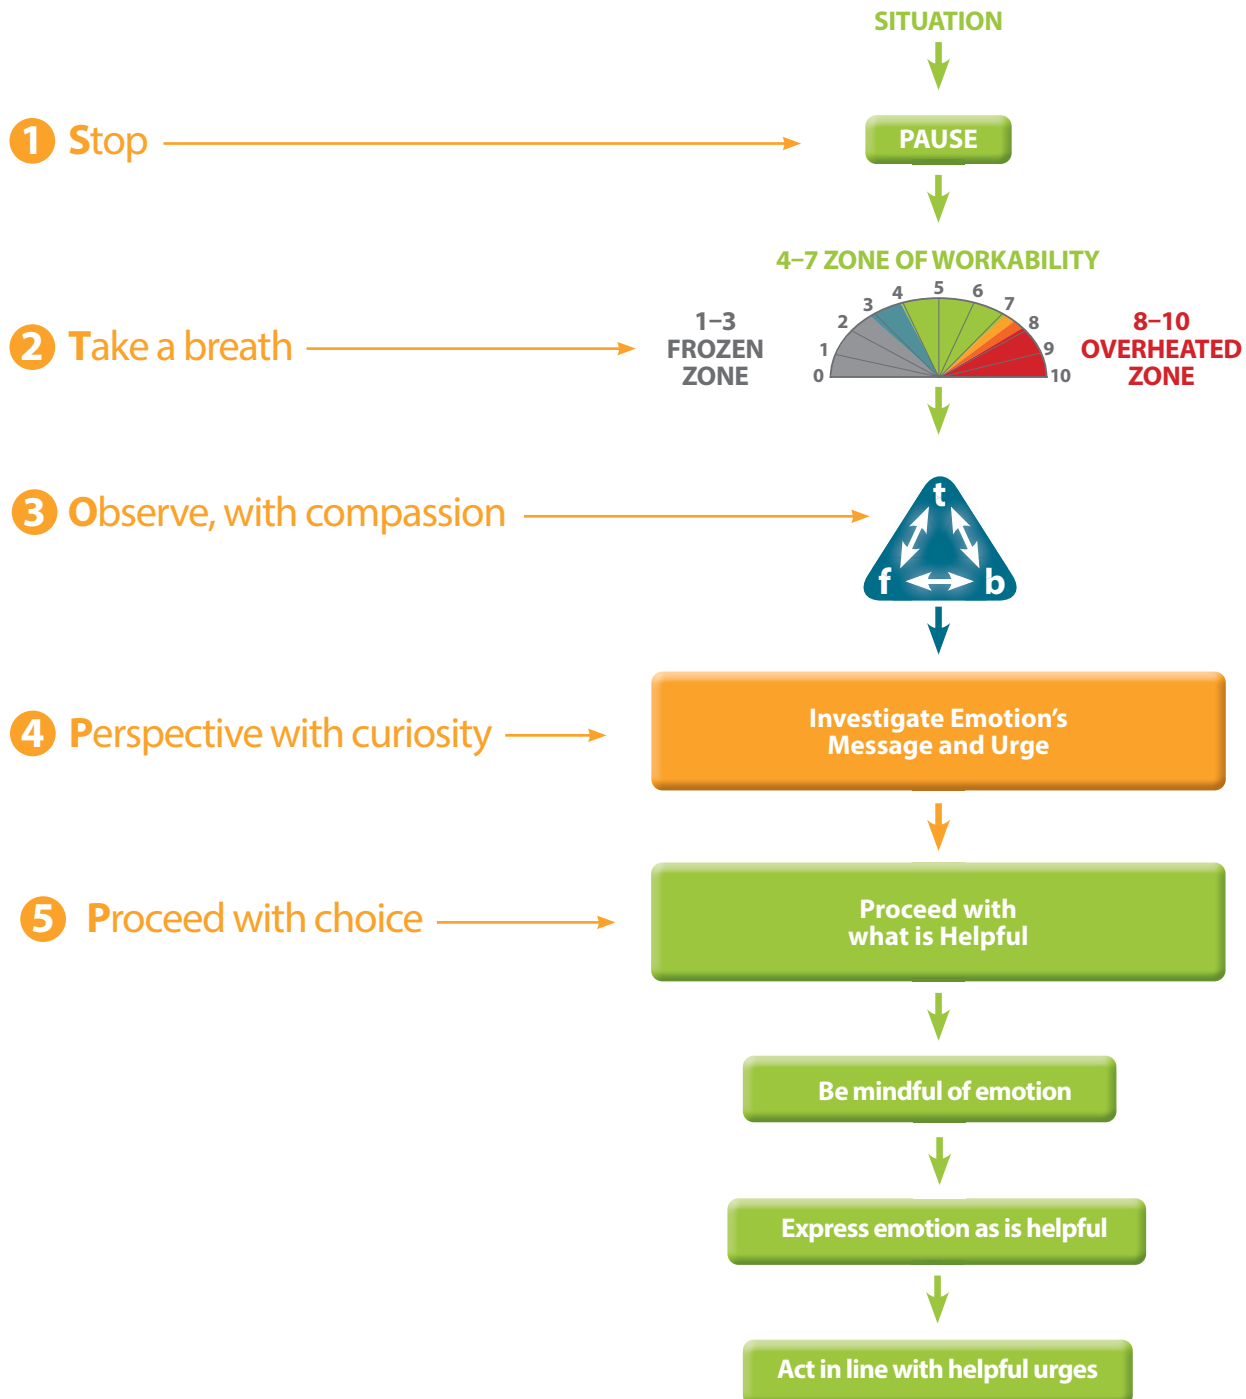 SITUATION
1 Stop
PAUSE
4–7 ZONE OF WORKABILITY
2 Take a breath
1–3
FROZEN
ZONE
0
1
2
3
4
5
6
7
8
9
10
8–10
OVERHEATED
ZONE
3 Observe, with compassion
t
f
b
4 Perspective with curiosity
Investigate Emotion's
Message and Urge
5 Proceed with choice
Proceed with
what is Helpful
Be mindful of emotion
Express emotion as is helpful
Act in line with helpful urges